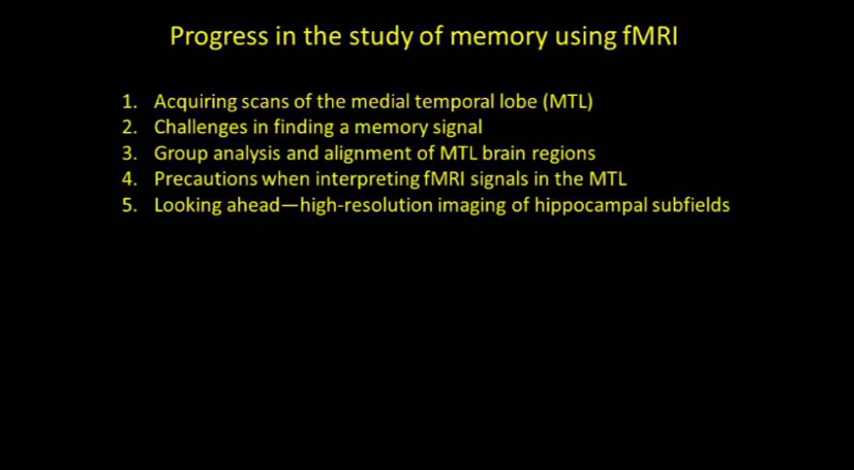 Progress in the study of memory using fMRI
1. Acquiring scans of the medial temporal lobe (MTL)
2. Challenges in finding a memory signal
3. Group analysis and alignment of MTL brain regions
4. Precautions when interpreting fMRI signals in the MTL
5. Looking ahead—high-resolution imaging of hippocampal subfields